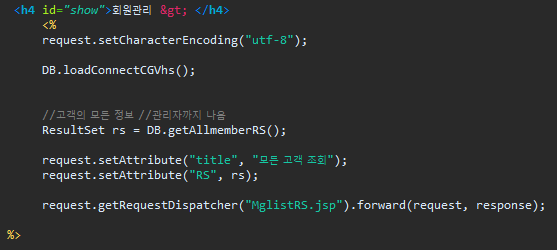 <h4 id="show">회원관리 &gt; </h4>
<%
request.setCharacterEncoding("utf-8");
DB.loadConnectCGVhs();
//고객의 모든 정보 //관리자까지 나옴
ResultSet rs = DB.getAllmemberRS();
request.setAttribute("title", "모든 고객 조회");
request.setAttribute("RS", rs);
request.getRequestDispatcher("MglistRS.jsp").forward(request, response);
%>